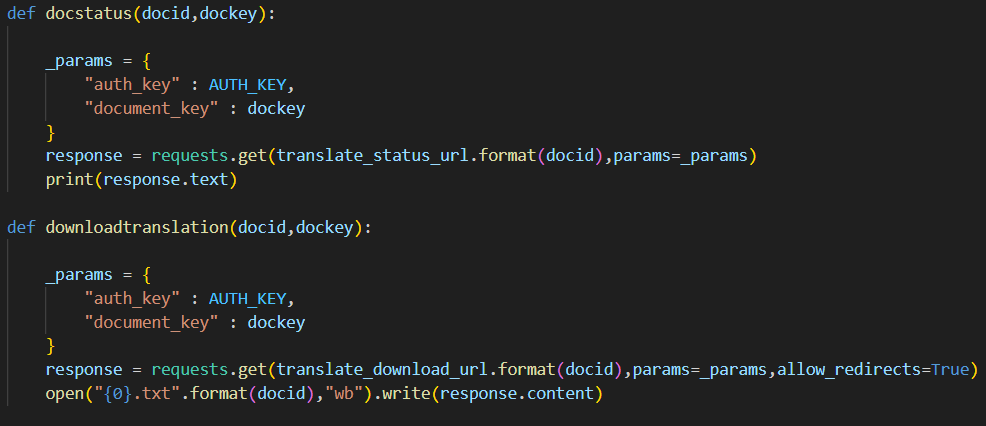 def docstatus(docid,dockey):
    _params = {
        "auth_key" : AUTH_KEY,
        "document_key" : dockey
    }
    response = requests.get(translate_status_url.format(docid),params=_params)
    print(response.text)
def downloadtranslation(docid,dockey):
    _params = {
        "auth_key" : AUTH_KEY,
        "document_key" : dockey
    }
    response = requests.get(translate_download_url.format(docid),params=_params,allow_redirects=True)
    open("{0}.txt".format(docid),"wb").write(response.content)